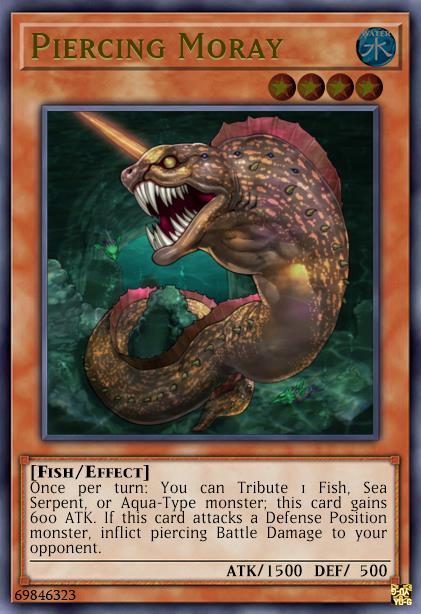 PIERCING MORAY
WATER
水
[FISH/EFFECT]
Once per turn: You can Tribute 1 Fish, Sea
Serpent, or Aqua-Type monster; this card gains
600 ATK. If this card attacks a Defense Position
monster, inflict piercing Battle Damage to your
opponent.
ATK/1500 DEF/ 500
69846323